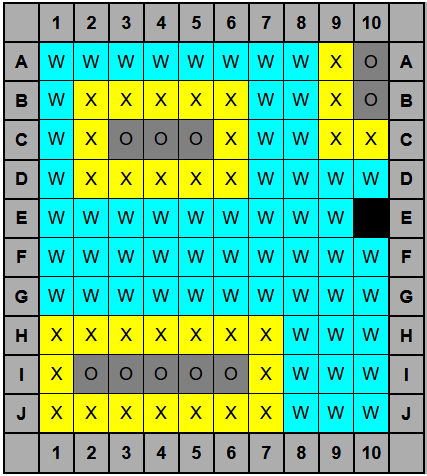 1 2 3 4 5 6 7 8 9 10
A W W W W W W W W X O A
B W X X X X X W W X O B
C W X O O O X W W X X C
D W X X X X X W W W W D
E W W W W W W W W W E
F W W W W W W W W W W F
G W W W W W W W W W W G
H X X X X X X X W W W H
I X O O O O O X W W W I
J X X X X X X X W W W J
1 2 3 4 5 6 7 8 9 10